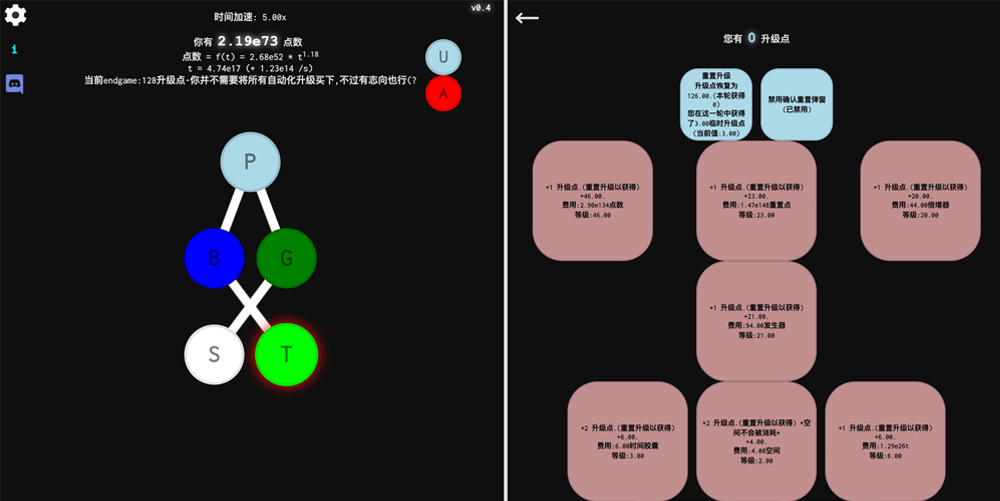 v0.4
时间加速: 5.00x
你有 2.19e73 点数
点数 = f(t) = 2.68e52 * t^1.18
t = 4.74e17 (+ 1.23e14 /s)
当前endgame:128升级点-你并不需要将所有自动化升级买下,不过有志向也行(?
i
U
A
P
B
G
S
T
您有 0 升级点
重置升级
升级点恢复为
126.00.(本轮获得
0)
您在这一轮中获得
了3.00临时升级点
(当前值:3.00)
禁用确认重置弹窗
(已禁用)
+1 升级点.(重置升级以获得)
+46.00.
费用:2.90e134点数
等级:46.00
+1 升级点.(重置升级以获得)
+23.00.
费用:1.47e148重置点
等级:23.00
+1 升级点.(重置升级以获得)
+20.00.
费用:44.00倍增器
等级:20.00
+1 升级点.(重置升级以获得)
+21.00.
费用:94.00发生器
等级:21.00
+2 升级点.(重置升级以获得)
+6.00.
费用:6.00时间胶囊
等级:3.00
+2 升级点.(重置升级以获得)*空
间不会被消耗*
+4.00.
费用:4.00空间
等级:2.00
+1 升级点.(重置升级以获得)
+6.00.
费用:1.29e26t
等级:6.00